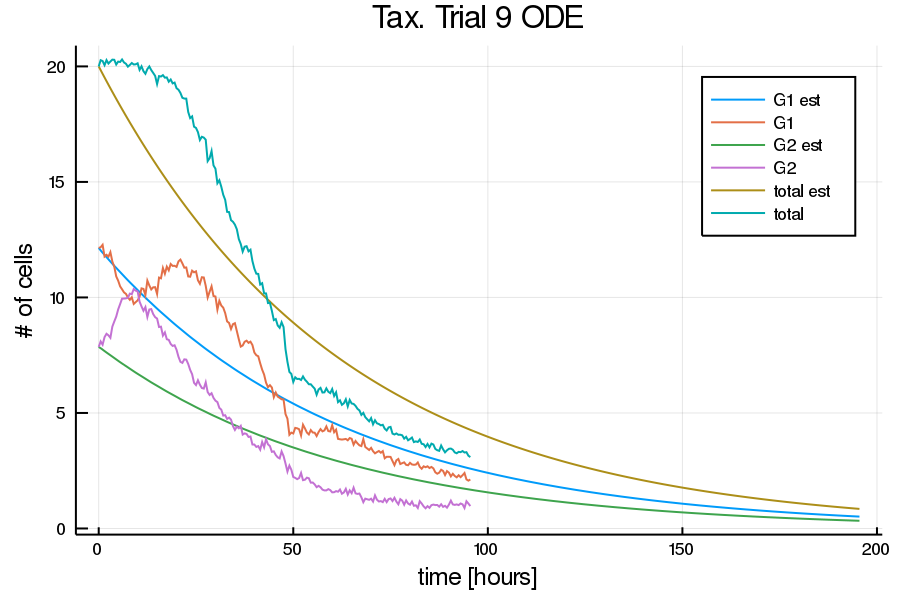 Tax. Trial 9 ODE
# of cells
20
15
10
5
0
G1 est
G1
G2 est
G2
total est
total
0 50 100 150 200
time [hours]